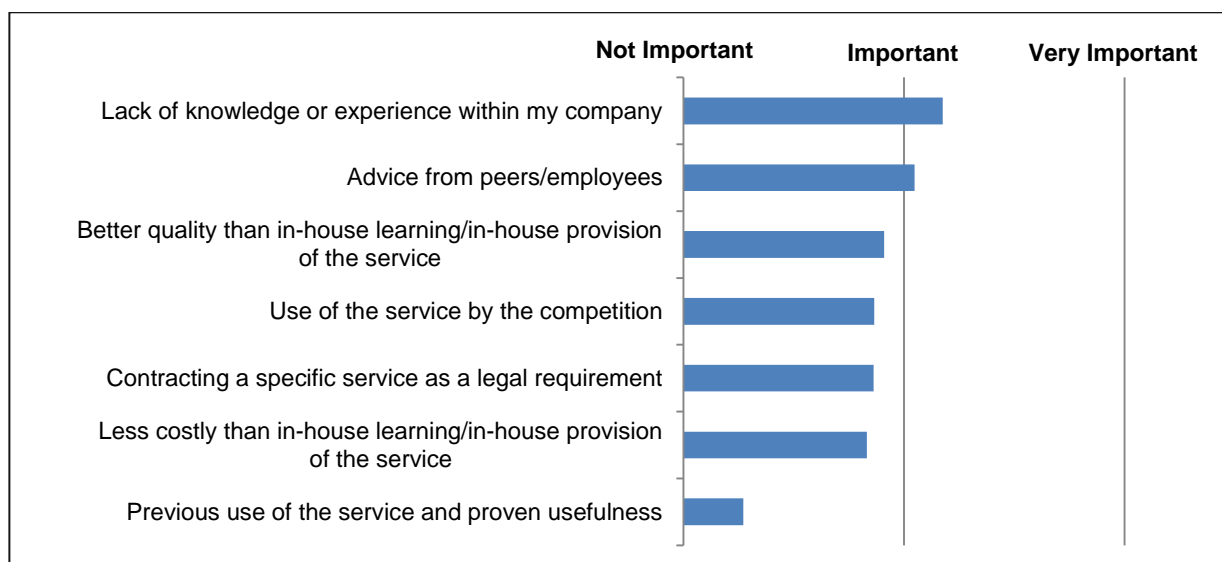 Not Important
Important
Very Important
Lack of knowledge or experience within my company
Advice from peers/employees
Better quality than in-house learning/in-house provision
of the service
Use of the service by the competition
Contracting a specific service as a legal requirement
Less costly than in-house learning/in-house provision
of the service
Previous use of the service and proven usefulness